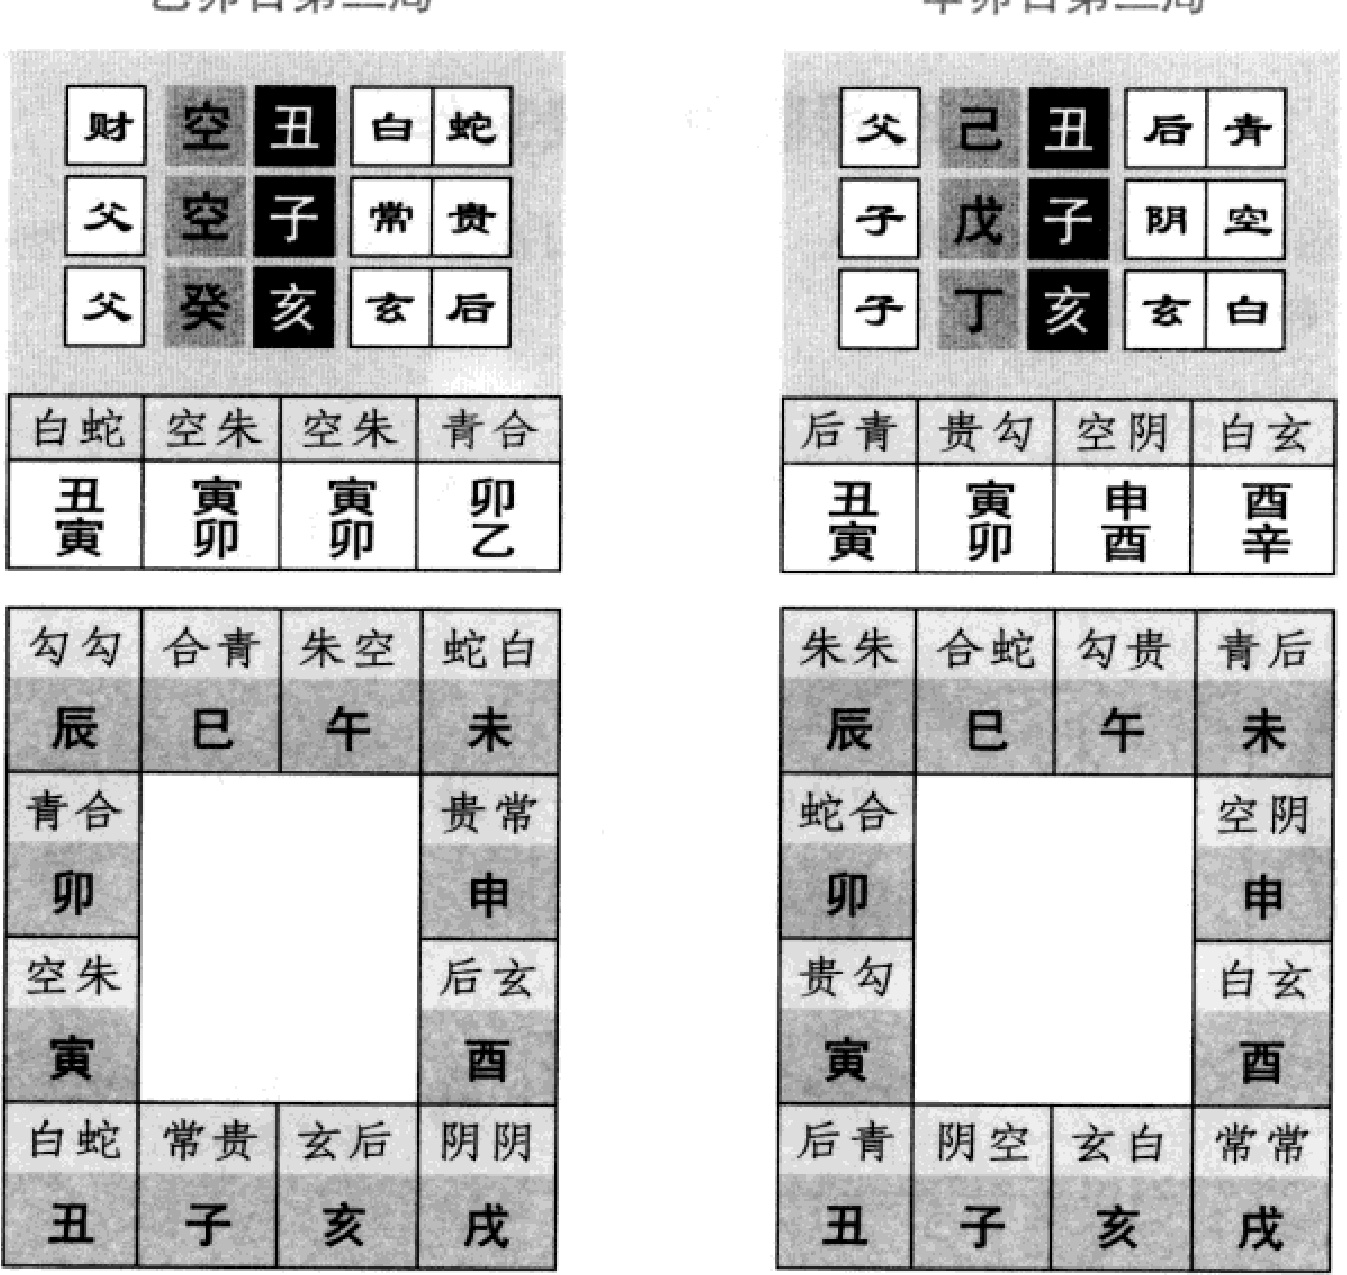 财 空 丑 白 蛇
父 空 子 常 贵
父 癸 亥 玄 后
白蛇 空朱 空朱 青合
丑 寅 寅 卯
寅 卯 卯 乙
勾勾 合青 朱空 蛇白
辰 巳 午 未
青合 贵常
卯 申
空朱 后玄
寅 酉
白蛇 常贵 玄后 阴阴
丑 子 亥 戌
父 己 丑 后 青
子 戊 子 阴 空
子 丁 亥 玄 白
后青 贵勾 空阴 白玄
丑 寅 申 酉
寅 卯 酉 辛
朱朱 合蛇 勾贵 青后
辰 巳 午 未
蛇合 空阴
卯 申
贵勾 白玄
寅 酉
后青 阴空 玄白 常常
丑 子 亥 戌